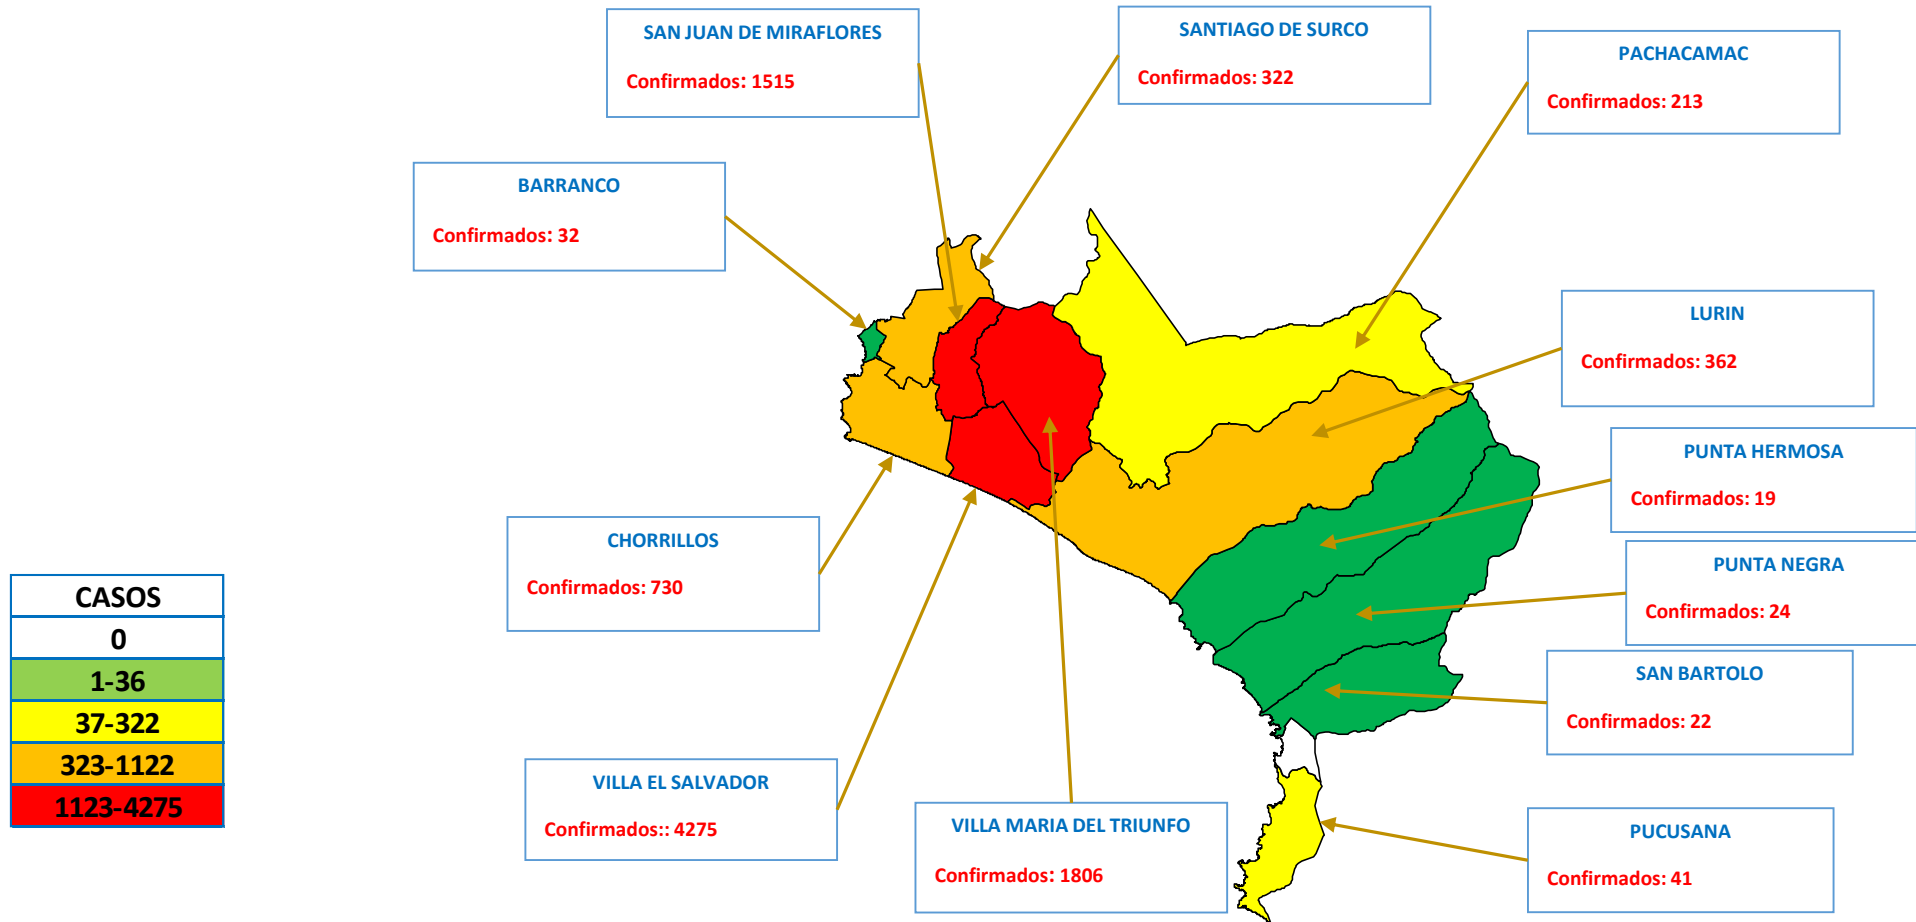 SAN JUAN DE MIRAFLORES
Confirmados: 1515
SANTIAGO DE SURCO
Confirmados: 322
PACHACAMAC
Confirmados: 213
BARRANCO
Confirmados: 32
LURIN
Confirmados: 362
PUNTA HERMOSA
Confirmados: 19
CHORRILLOS
Confirmados: 730
PUNTA NEGRA
Confirmados: 24
SAN BARTOLO
Confirmados: 22
VILLA EL SALVADOR
Confirmados:: 4275
VILLA MARIA DEL TRIUNFO
Confirmados: 1806
PUCUSANA
Confirmados: 41
CASOS
0
1-36
37-322
323-1122
1123-4275